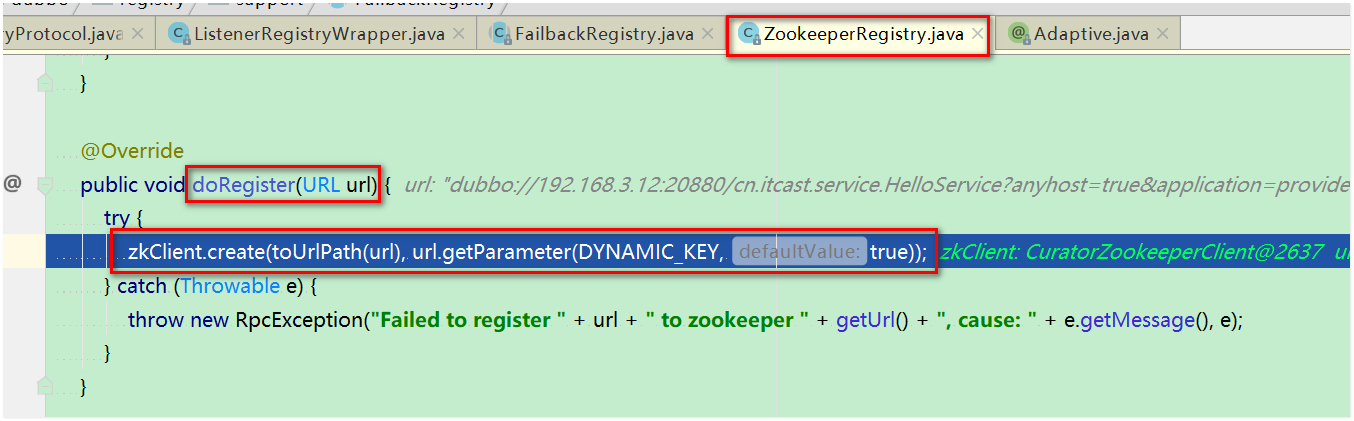 dubbo registry support FailbackRegistry
ryProtocol.java ListenerRegistryWrapper.java FailbackRegistry.java ZookeeperRegistry.java Adaptive.java
}
}
@Override
public void doRegister(URL url) { url: "dubbo://192.168.3.12:20880/cn.itcast.service.HelloService?anyhost=true&application=provide
try {
zkClient.create(toUrlPath(url), url.getParameter(DYNAMIC_KEY, defaultValue: true)); zkClient: CuratorZookeeperClient@2637 ur
} catch (Throwable e) {
throw new RpcException("Failed to register " + url + " to zookeeper " + getUrl() + ", cause: " + e.getMessage(), e);
}
}